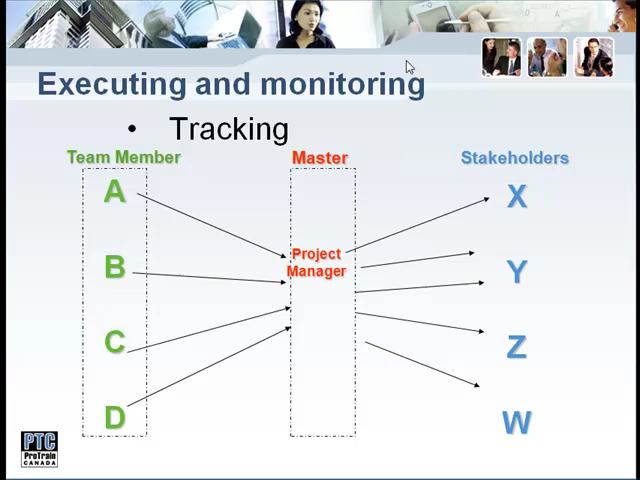 Executing and monitoring
• Tracking
Team Member
Master
Stakeholders
A
X
Project
Manager
B
Y
C
Z
D
W
PTC
ProTrain
CANADA